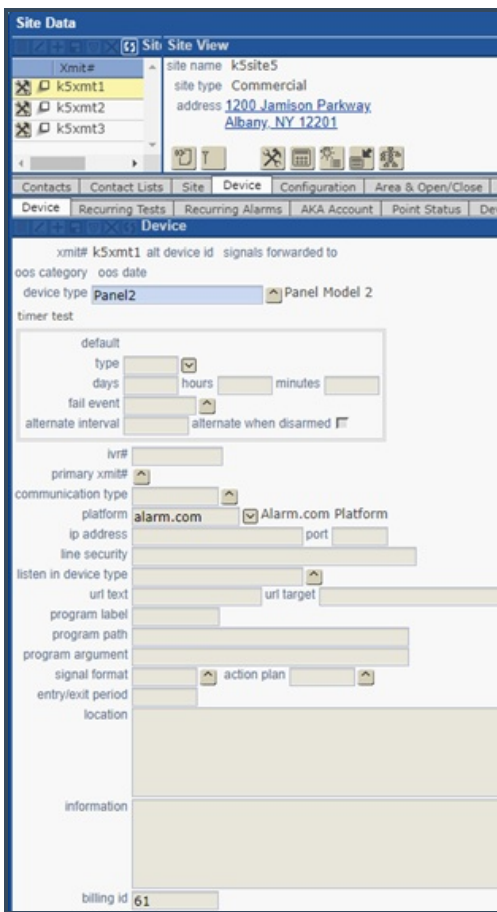 Site Data
Site Site View
Xmit#
k5xmt1
k5xmt2
k5xmt3
site name k5site5
site type Commercial
address 1200 Jamison Parkway
Albany, NY 12201
Contacts Contact Lists Site Device Configuration Area & Open/Close
Device Recurring Tests Recurring Alarms AKA Account Point Status
Device
xmit# k5xmt1 alt device id signals forwarded to
oos category oos date
device type Panel2 Panel Model 2
timer test
default
type
days hours minutes
fail event
alternate interval alternate when disarmed
ivr#
primary xmit#
communication type
platform alarm.com Alarm.com Platform
ip address port
line security
listen in device type
url text url target
program label
program path
program argument
signal format action plan
entry/exit period
location
information
billing id 61